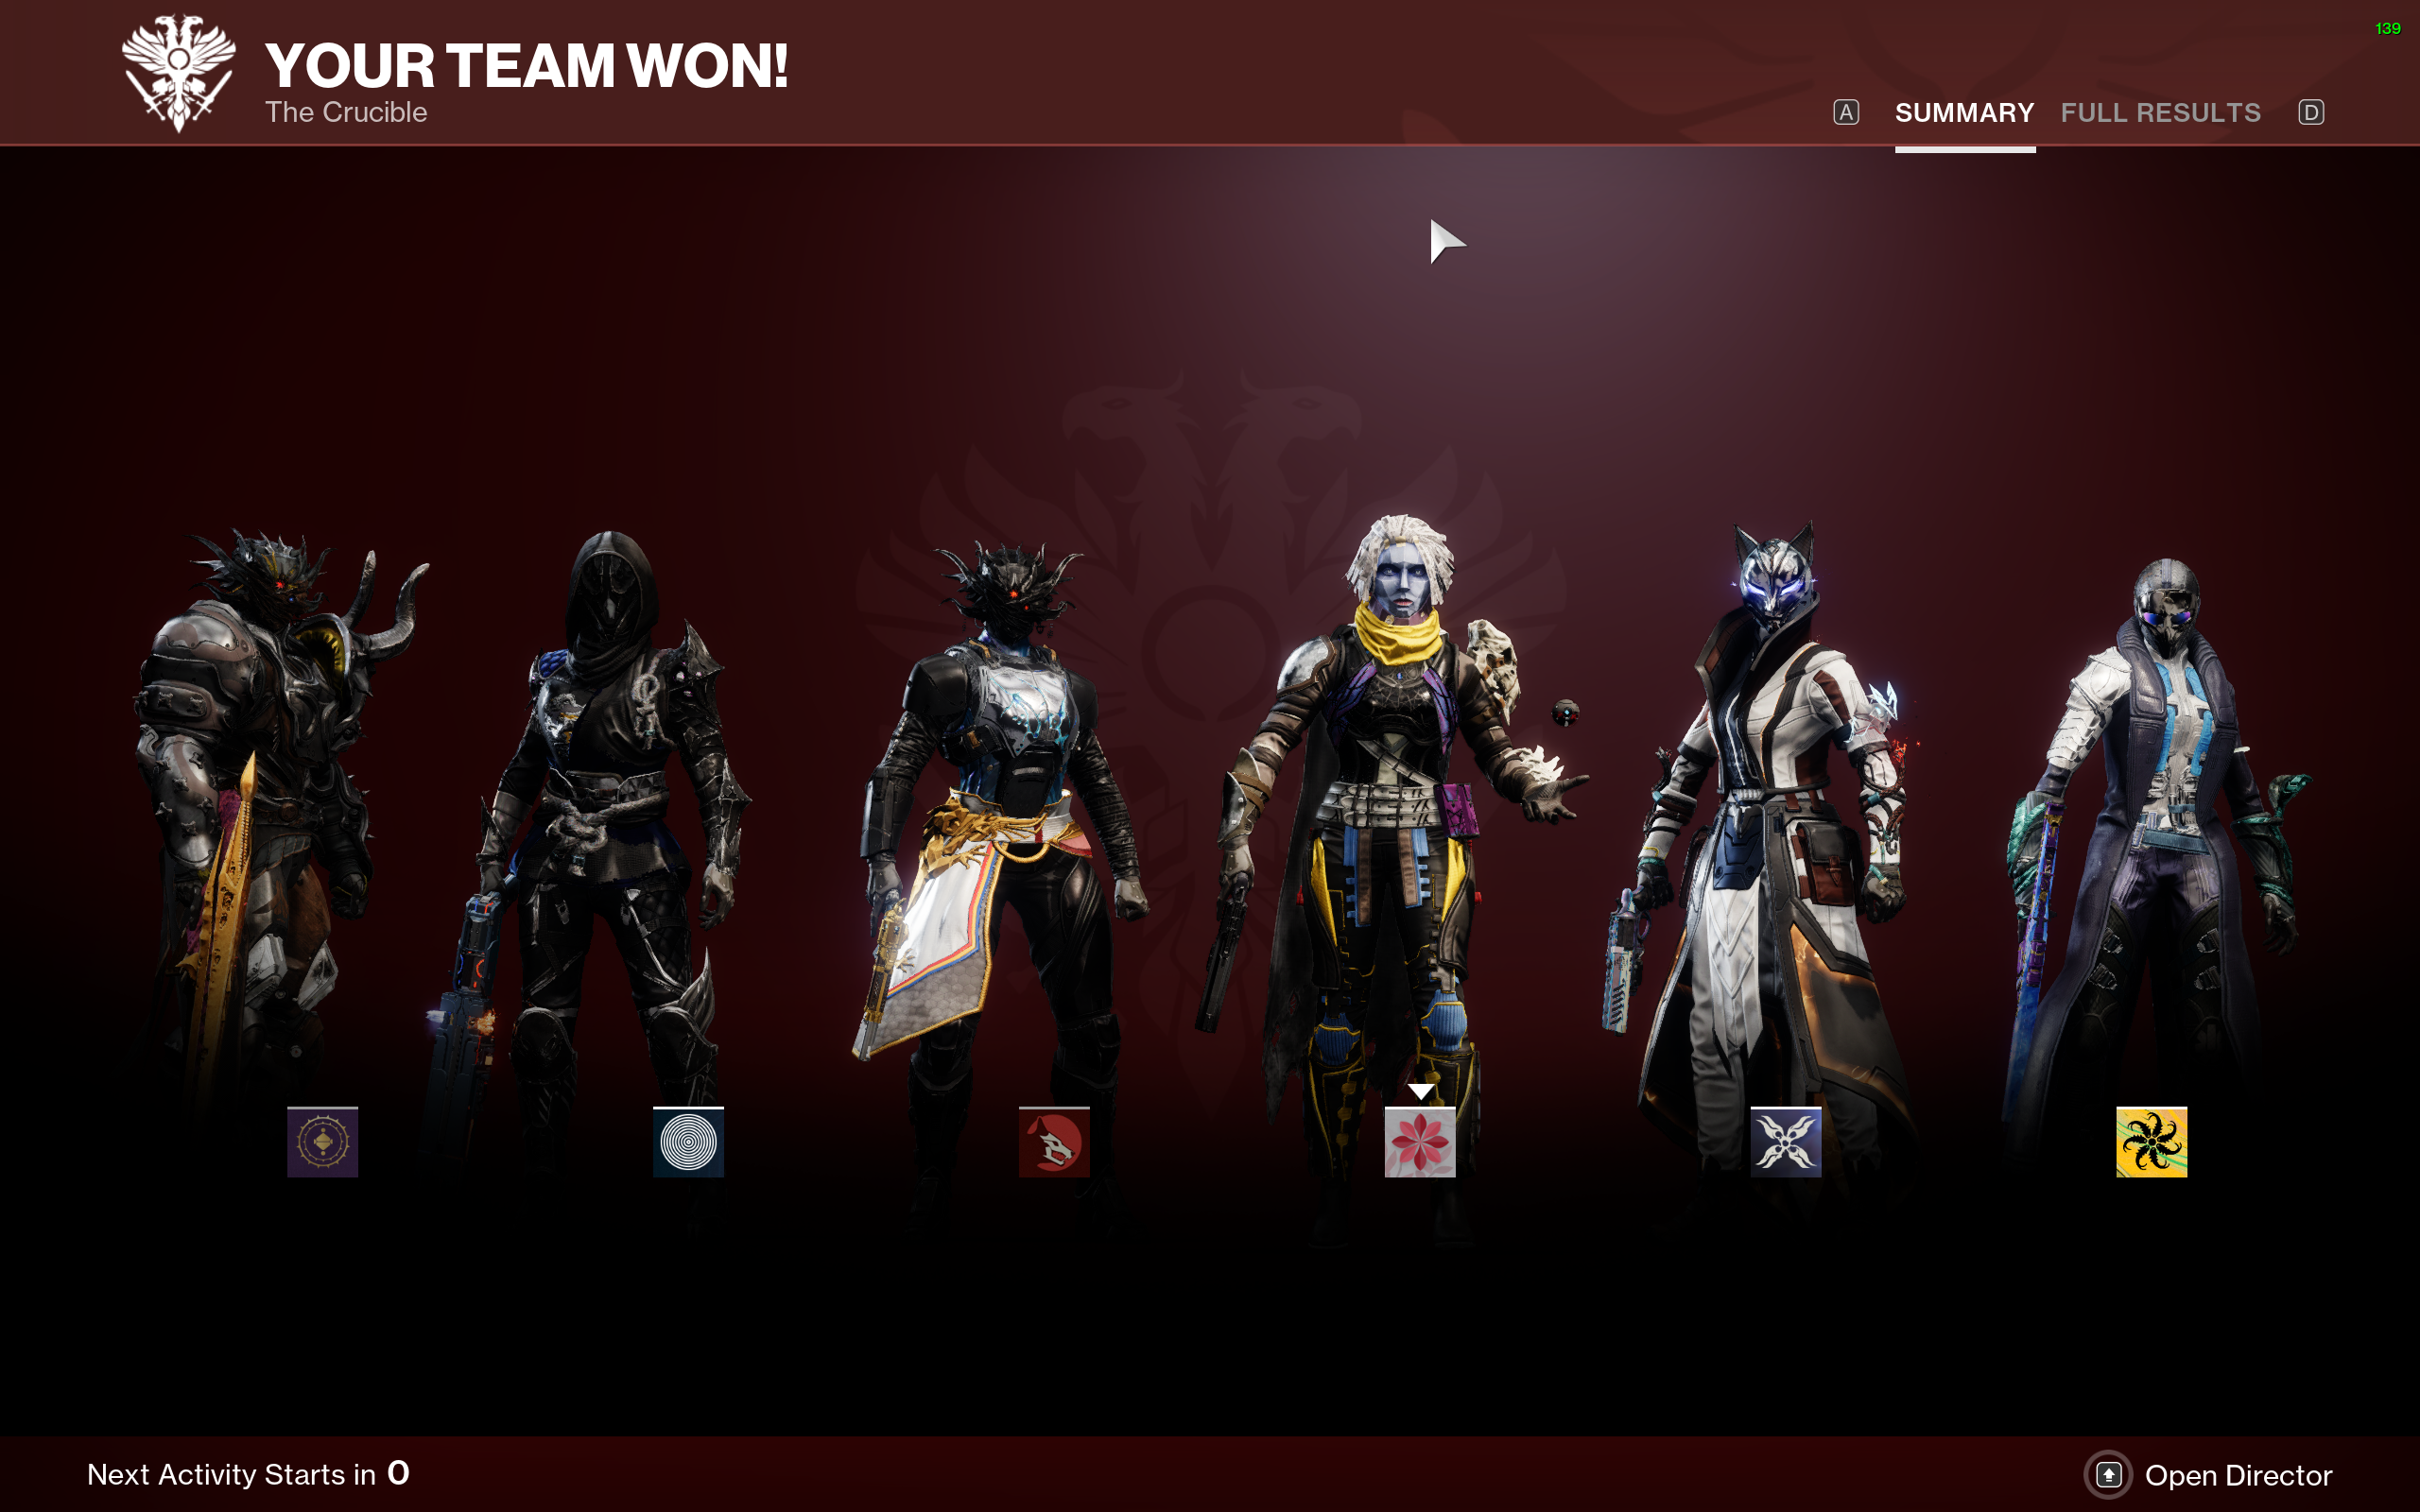 139
YOUR TEAM WON!
The Crucible
A SUMMARY FULL RESULTS D
Next Activity Starts in 0
Open Director